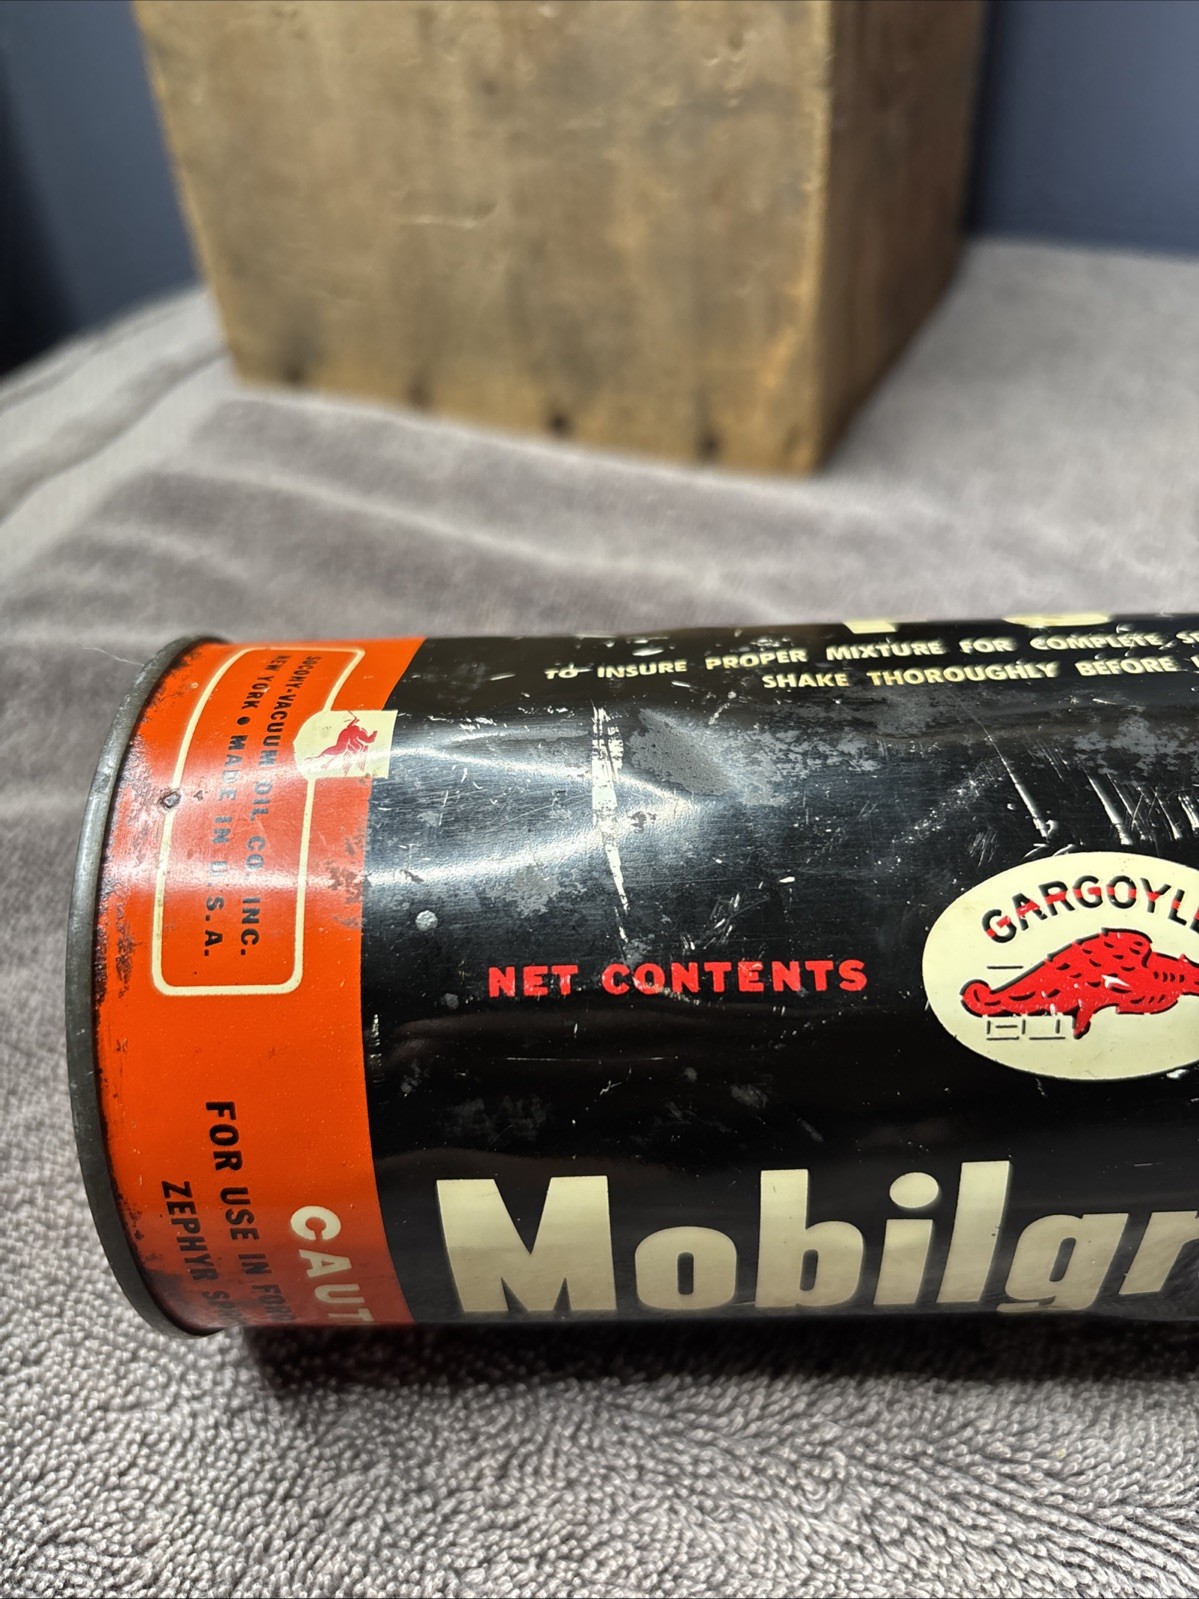 TO INSURE PROPER MIXTURE FOR COMPLETE
SHAKE THOROUGHLY BEFORE
SOCONY-VACUUM OIL CO. INC.
NEW YORK • MADE IN U.S.A.
NET CONTENTS
GARGOYLE
Mobilgr
CAUT
FOR USE IN FORD
ZEPHYR